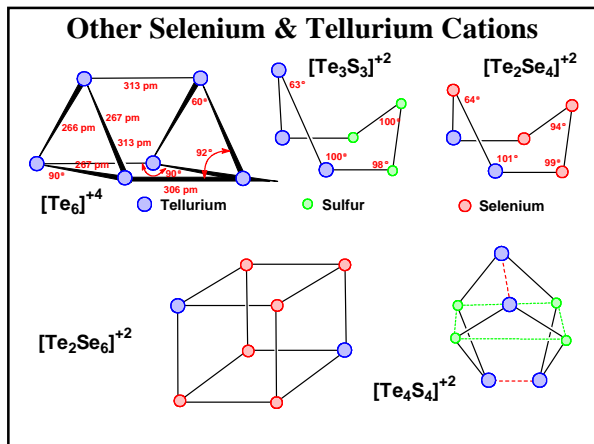 Other Selenium & Tellurium Cations
[Te3S3]+2
[Te2Se4]+2
313 pm
63°
64°
60°
267 pm
100°
94°
266 pm
313 pm
92°
267 pm
90°
90°
100°
98°
101°
99°
306 pm
[Te6]+4
Tellurium
Sulfur
Selenium
[Te2Se6]+2
[Te4S4]+2